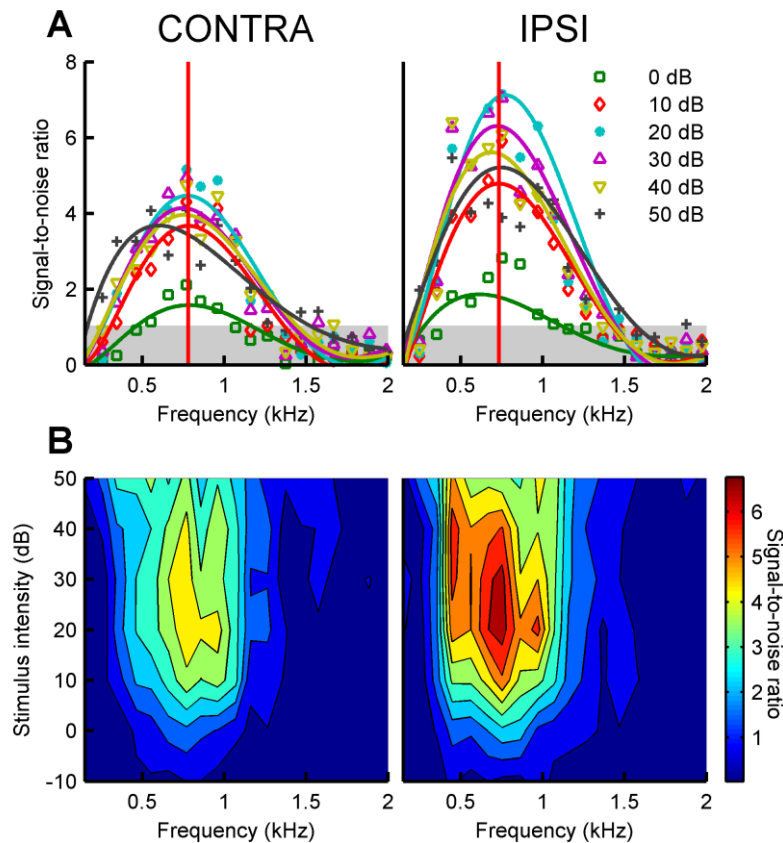 A
CONTRA
IPSI
8
6
4
2
0
Signal-to-noise ratio
0 dB
10 dB
20 dB
30 dB
40 dB
50 dB
0.5
1
1.5
2
0.5
1
1.5
2
Frequency (kHz)
Frequency (kHz)
B
50
40
30
20
10
0
-10
Stimulus intensity (dB)
6
5
4
3
2
1
Signal-to-noise ratio
0.5
1
1.5
2
0.5
1
1.5
2
Frequency (kHz)
Frequency (kHz)